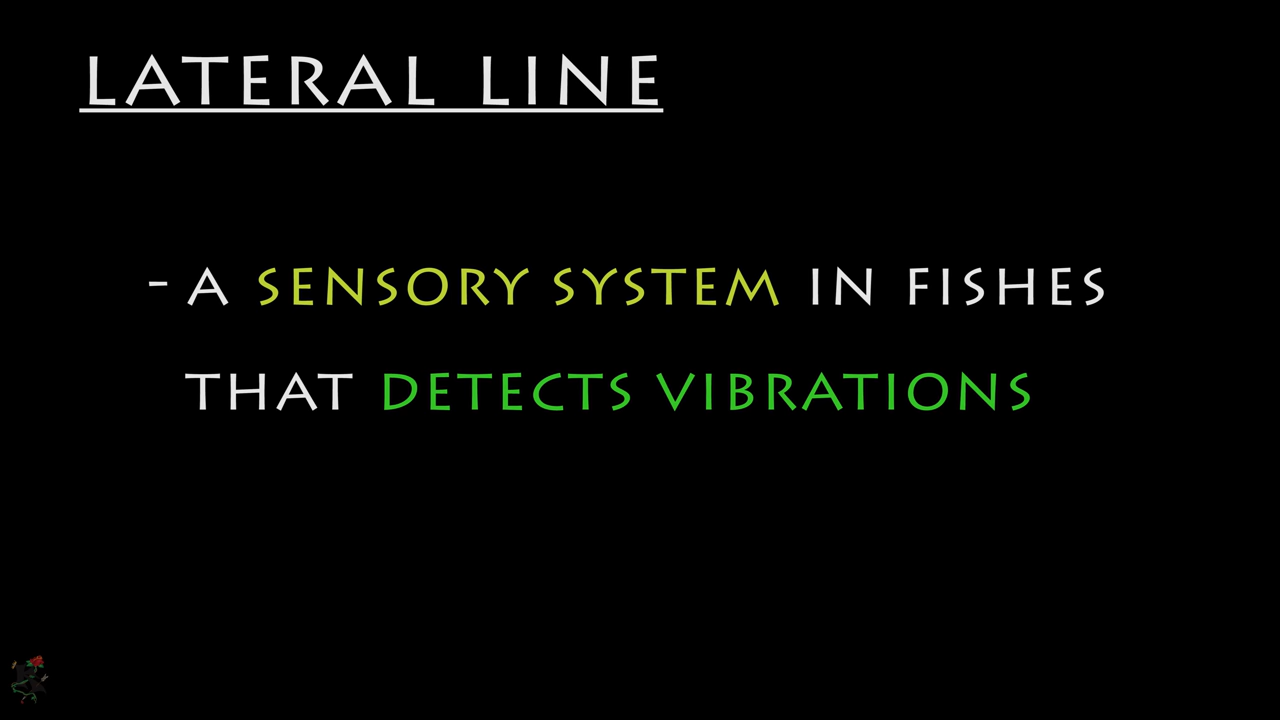 LATERAL LINE
- A SENSORY SYSTEM IN FISHES
THAT DETECTS VIBRATIONS